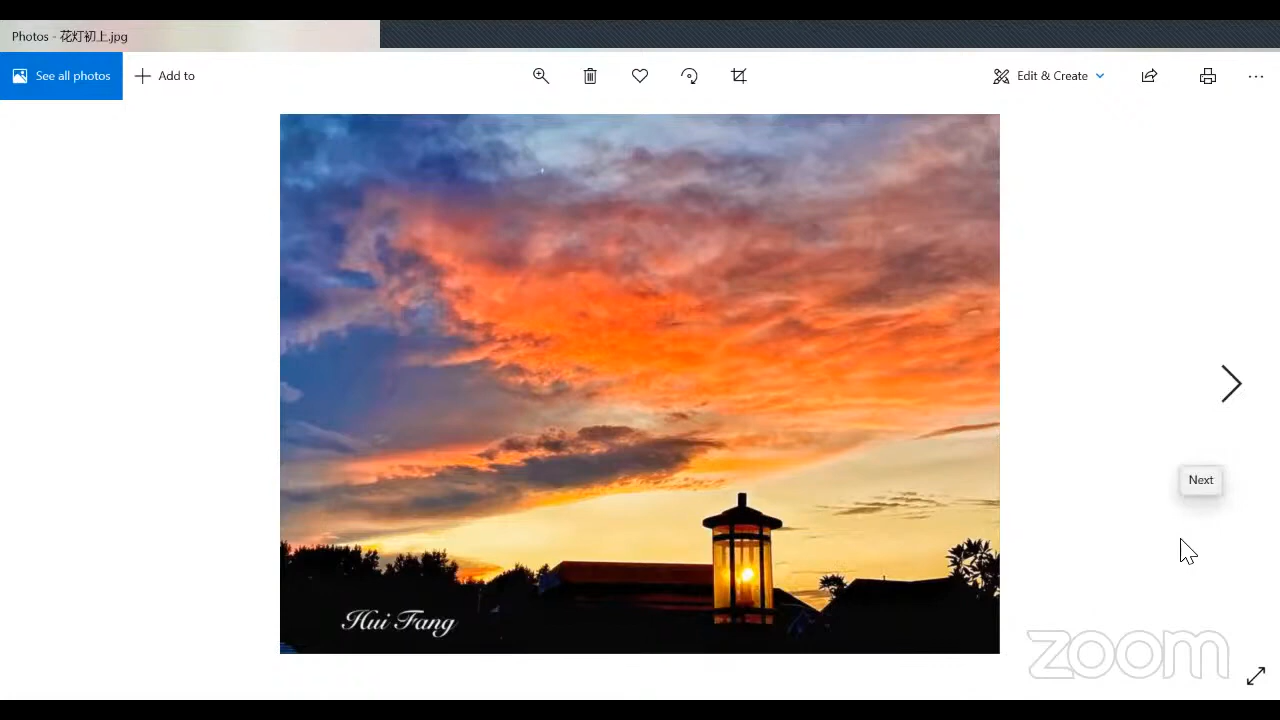 Photos - 花灯初上.jpg
See all photos
Add to
Edit & Create
Next
Hui Fang
zoom